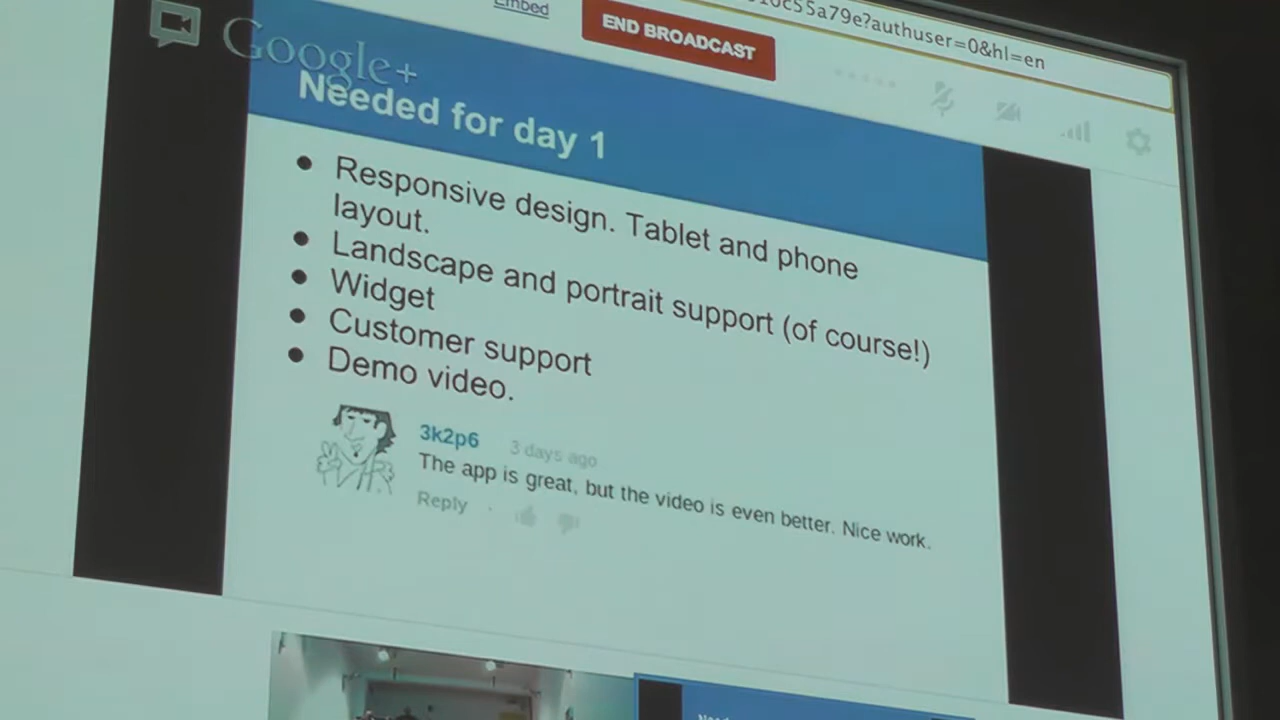 Embed
END BROADCAST
?authuser=0&hl=en
Google+
Needed for day 1
● Responsive design. Tablet and phone
layout.
● Landscape and portrait support (of course!)
● Widget
● Customer support
● Demo video.
3k2p6 3 days ago
The app is great, but the video is even better. Nice work.
Reply ·